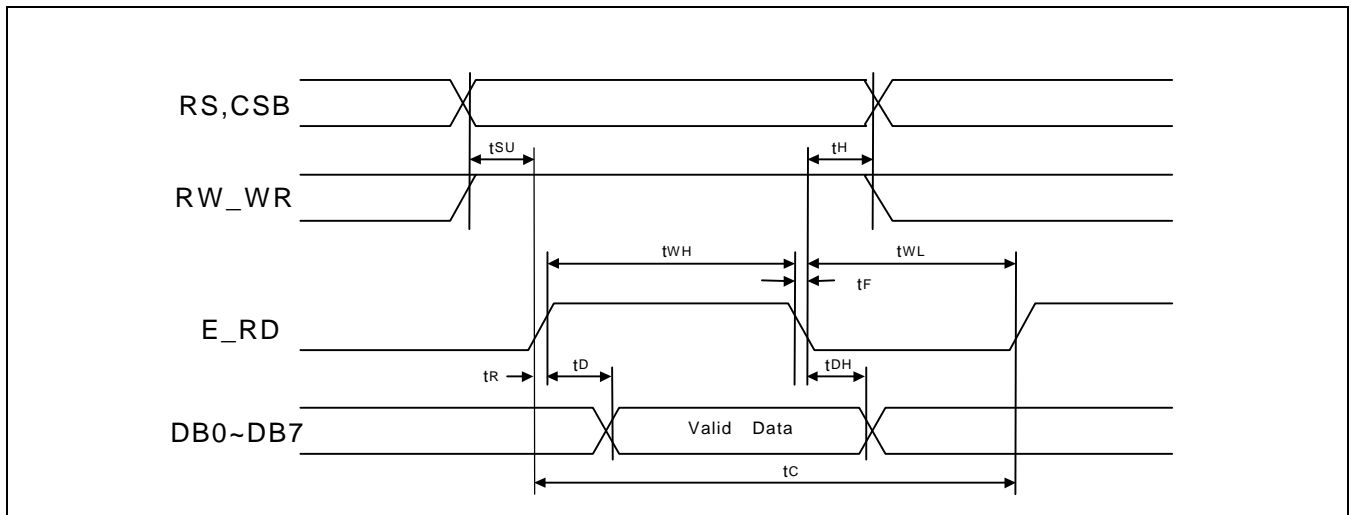 RS,CSB
tSU
tH
RW_WR
tWH
tWL
tF
E_RD
tR
tD
tDH
DB0~DB7
Valid Data
tC